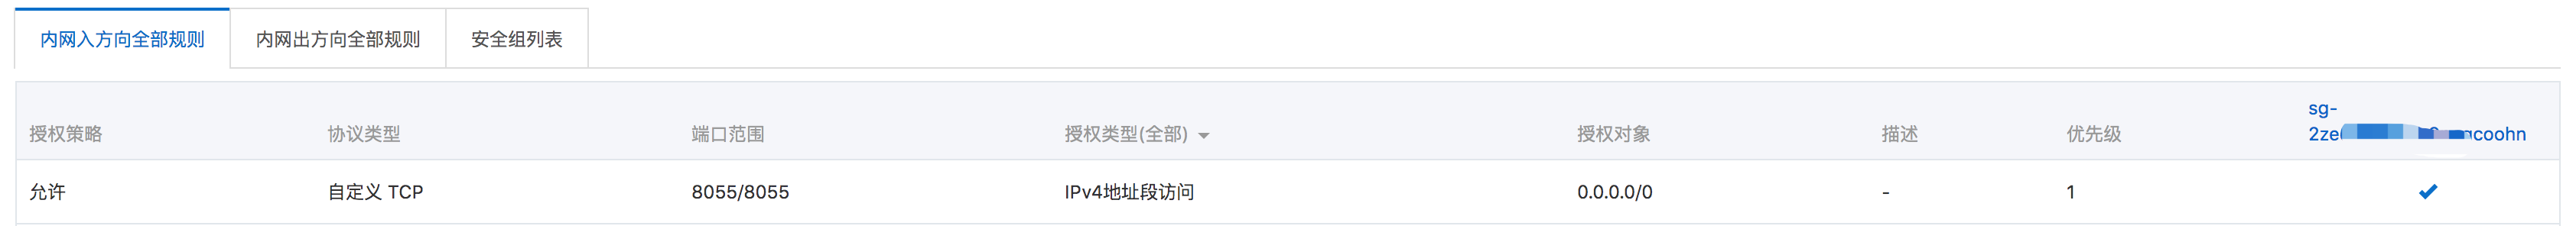 内网入方向全部规则 内网出方向全部规则 安全组列表
授权策略 协议类型 端口范围 授权类型(全部) 授权对象 描述 优先级 sg-
2ze coohn
允许 自定义 TCP 8055/8055 IPv4地址段访问 0.0.0.0/0 - 1